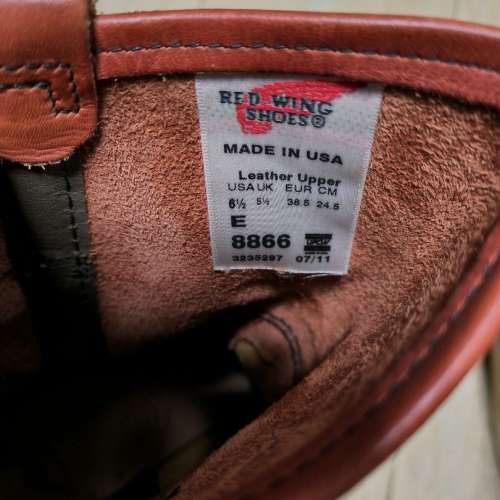 RED WING
SHOES®
MADE IN USA
Leather Upper
USA UK EUR CM
6½ 5½ 38.5 24.5
E
8866
3235297 07/11